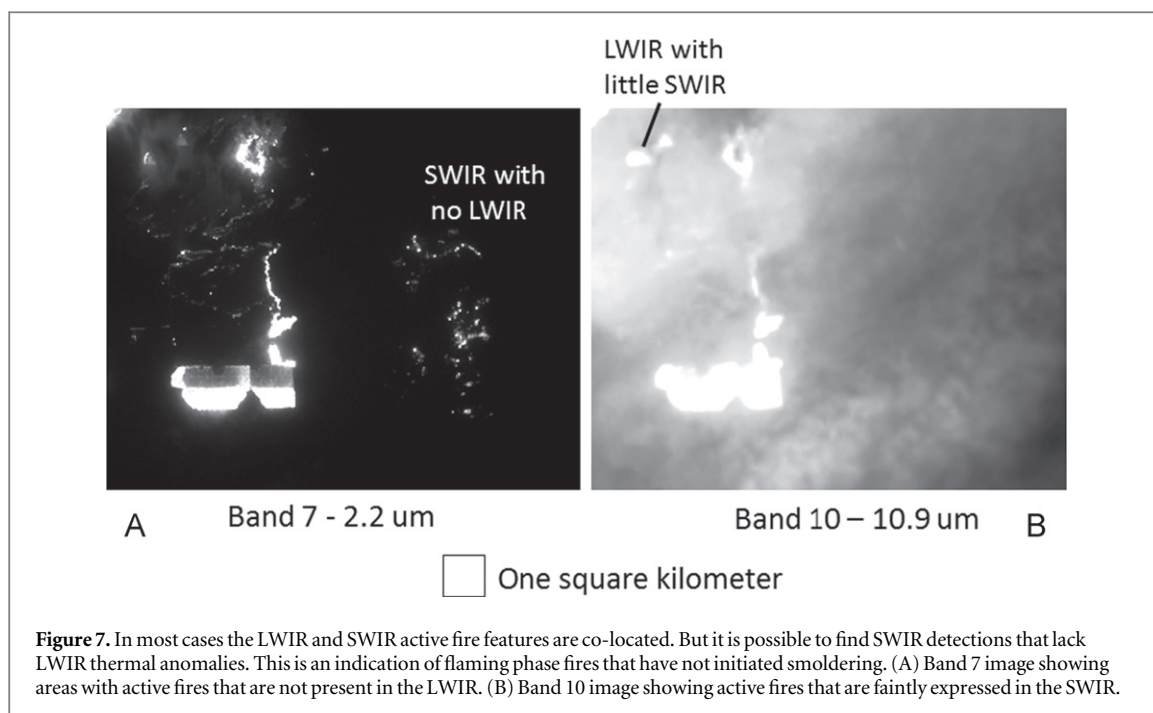 LWIR with
little SWIR
SWIR with
no LWIR
A
Band 7 - 2.2 um
Band 10 – 10.9 um
B
One square kilometer
Figure 7. In most cases the LWIR and SWIR active fire features are co-located. But it is possible to find SWIR detections that lack
LWIR thermal anomalies. This is an indication of flaming phase fires that have not initiated smoldering. (A) Band 7 image showing
areas with active fires that are not present in the LWIR. (B) Band 10 image showing active fires that are faintly expressed in the SWIR.